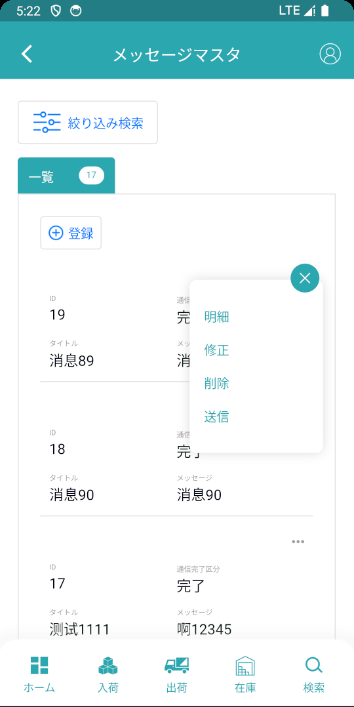 5:22 LTE
メッセージマスタ
絞り込み検索
一覧 17
登録
ID
19 完
タイトル
消息89 消
明細
修正
削除
送信
ID
18 完了
タイトル メッセージ
消息90 消息90
ID 通信完了区分
17 完了
タイトル メッセージ
测试1111 啊12345
ホーム 入荷 出荷 在庫 検索